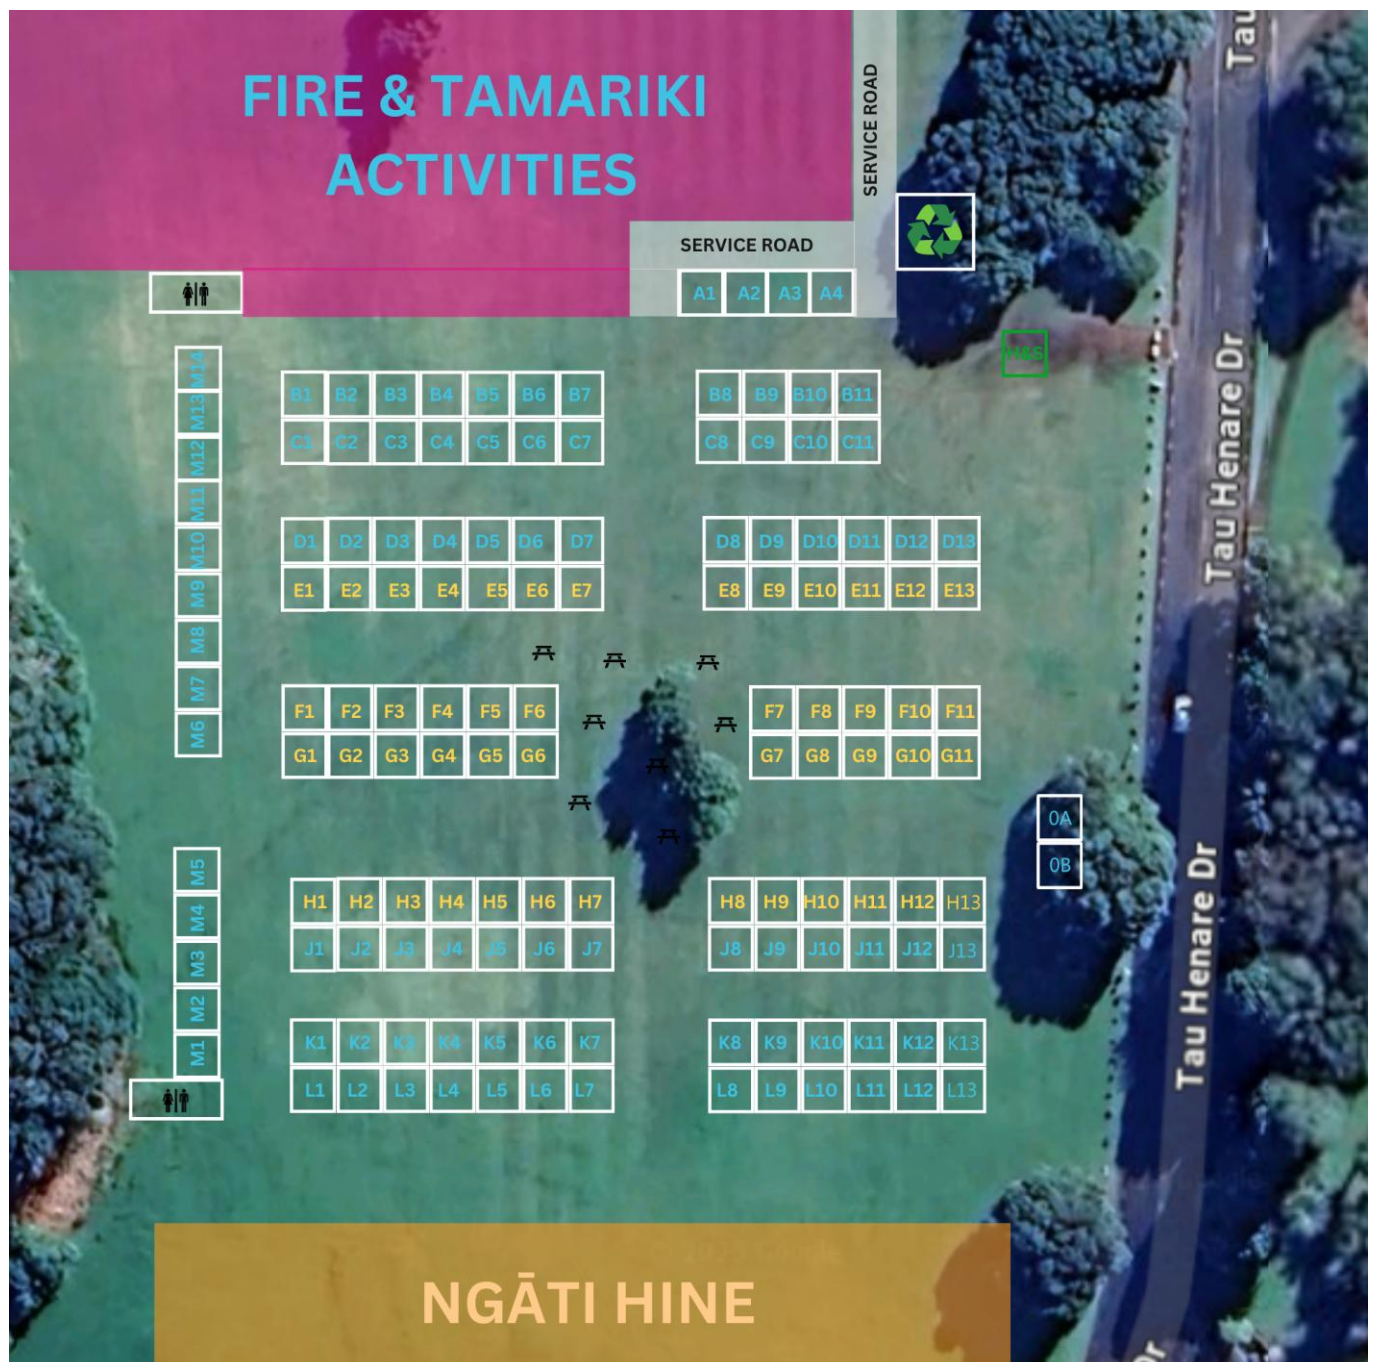 Tau
FIRE & TAMARIKI
ACTIVITIES
SERVICE ROAD
SERVICE ROAD
A1 A2 A3 A4
H&S
Tau Henare Dr
M14
M13
M12
M11
M10
M9
M8
M7
M6
B1 B2 B3 B4 B5 B6 B7 B8 B9 B10 B11
C1 C2 C3 C4 C5 C6 C7 C8 C9 C10 C11
D1 D2 D3 D4 D5 D6 D7 D8 D9 D10 D11 D12 D13
E1 E2 E3 E4 E5 E6 E7 E8 E9 E10 E11 E12 E13
F1 F2 F3 F4 F5 F6 F7 F8 F9 F10 F11
G1 G2 G3 G4 G5 G6 G7 G8 G9 G10 G11
0A
0B
Tau Henare Dr
M5
M4
M3
M2
M1
H1 H2 H3 H4 H5 H6 H7 H8 H9 H10 H11 H12 H13
J1 J2 J3 J4 J5 J6 J7 J8 J9 J10 J11 J12 J13
K1 K2 K3 K4 K5 K6 K7 K8 K9 K10 K11 K12 K13
L1 L2 L3 L4 L5 L6 L7 L8 L9 L10 L11 L12 L13
NGĀTI HINE
Dr